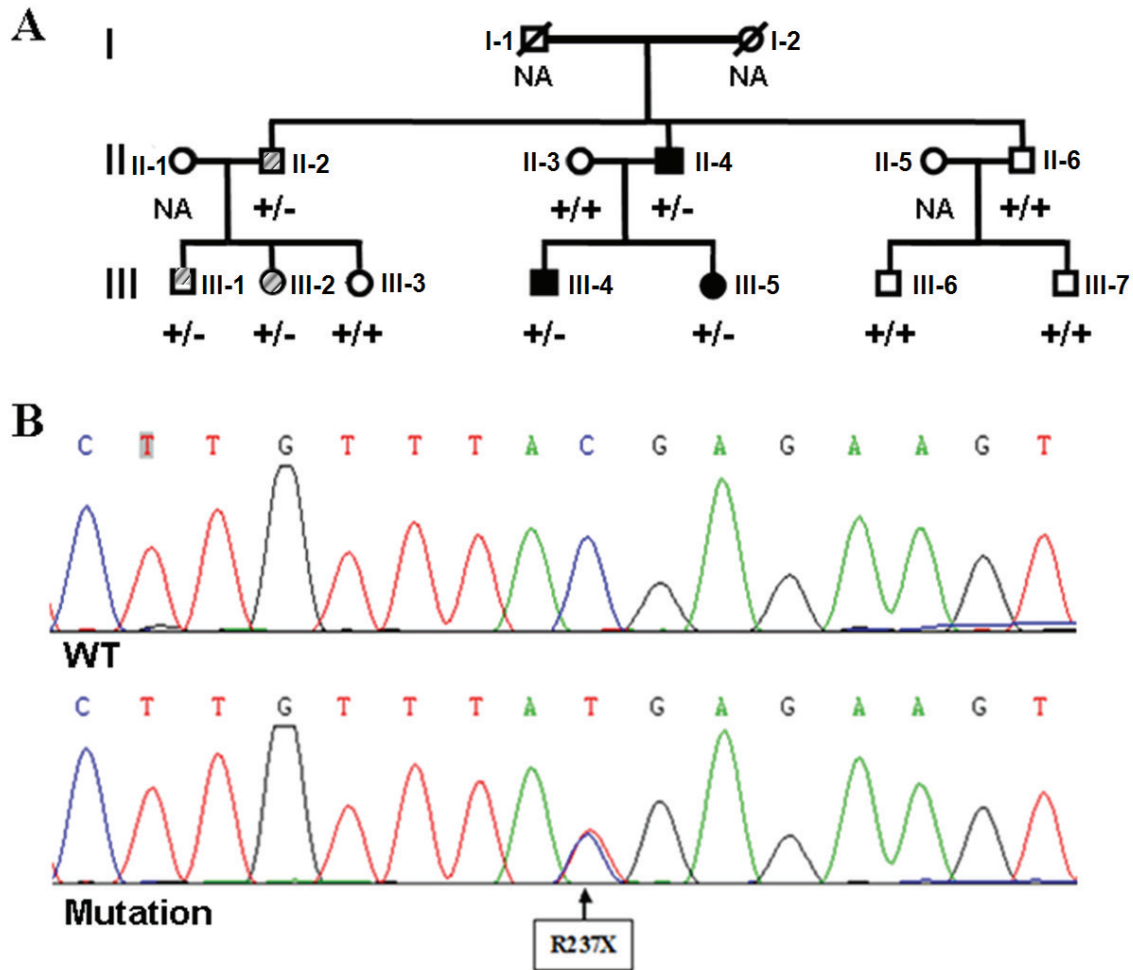 A
I I-1 I-2
NA NA
II II-1 II-2 II-3 II-4 II-5 II-6
NA +/- +/+ +/- NA +/+
III III-1 III-2 III-3 III-4 III-5 III-6 III-7
+/- +/- +/+ +/- +/- +/+ +/+
B
C T T G T T T A C G A G A A G T
WT
C T T G T T T A T G A G A A G T
Mutation
R237X